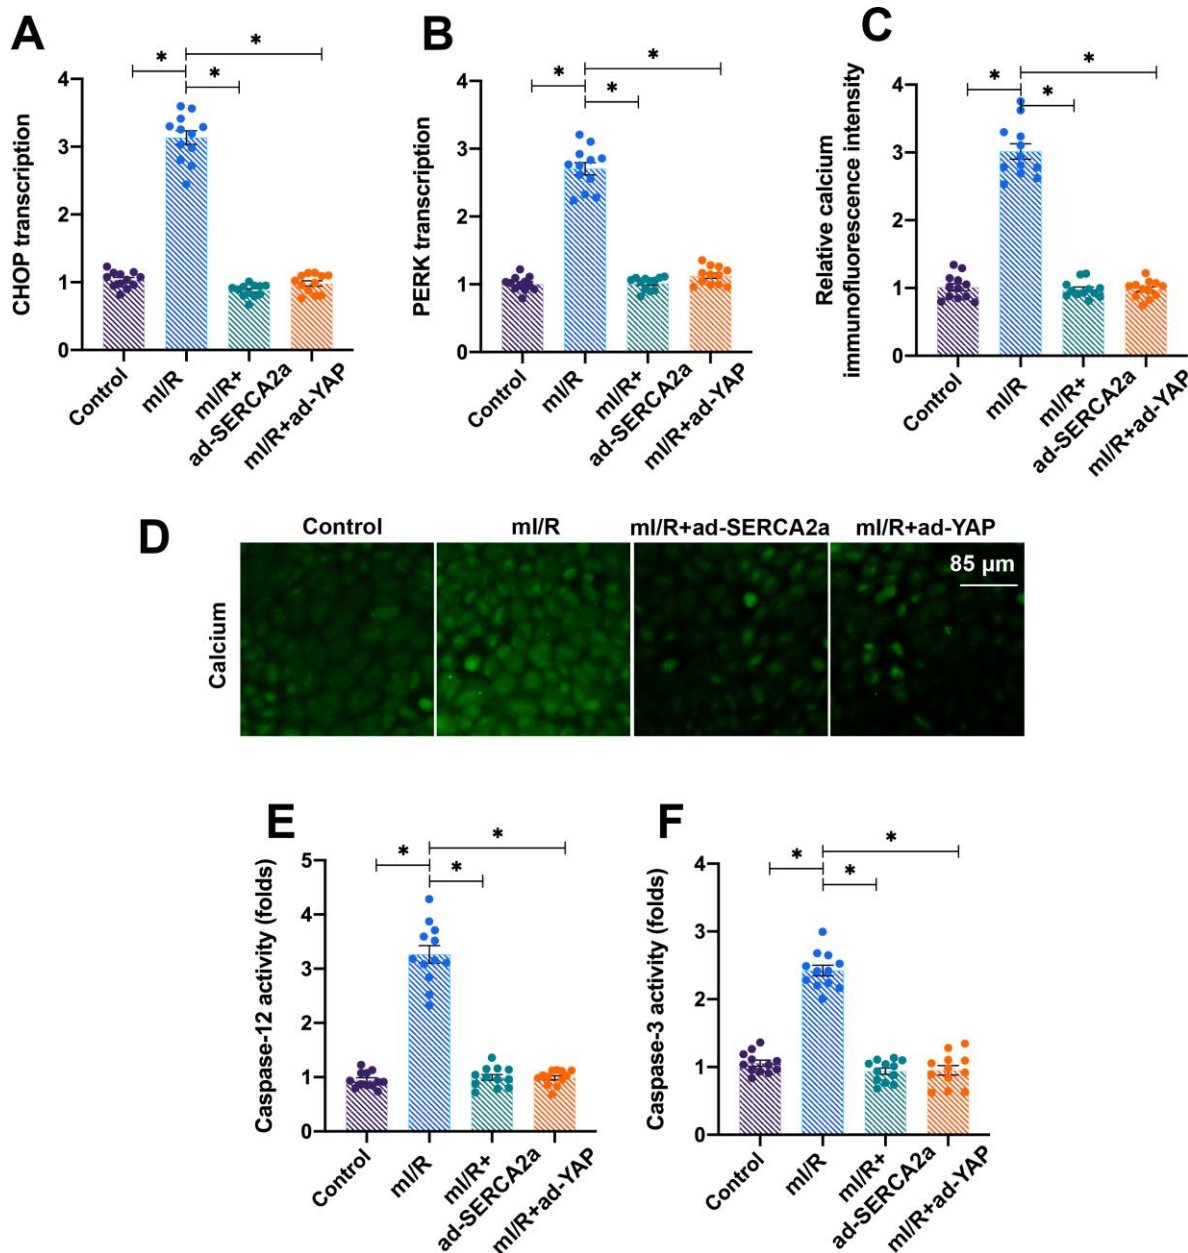 A
CHOP transcription
4
3
2
1
0
* * *
Control
mI/R
mI/R+
ad-SERCA2a
mI/R+ad-YAP
B
PERK transcription
4
3
2
1
0
* * *
Control
mI/R
mI/R+
ad-SERCA2a
mI/R+ad-YAP
C
Relative calcium
immunofluorescence intensity
4
3
2
1
0
* * *
Control
mI/R
mI/R+
ad-SERCA2a
mI/R+ad-YAP
D
Control
mI/R
mI/R+ad-SERCA2a
mI/R+ad-YAP
Calcium
85 μm
E
Caspase-12 activity (folds)
5
4
3
2
1
0
* * *
Control
mI/R
mI/R+
ad-SERCA2a
mI/R+ad-YAP
F
Caspase-3 activity (folds)
4
3
2
1
0
* * *
Control
mI/R
mI/R+
ad-SERCA2a
mI/R+ad-YAP